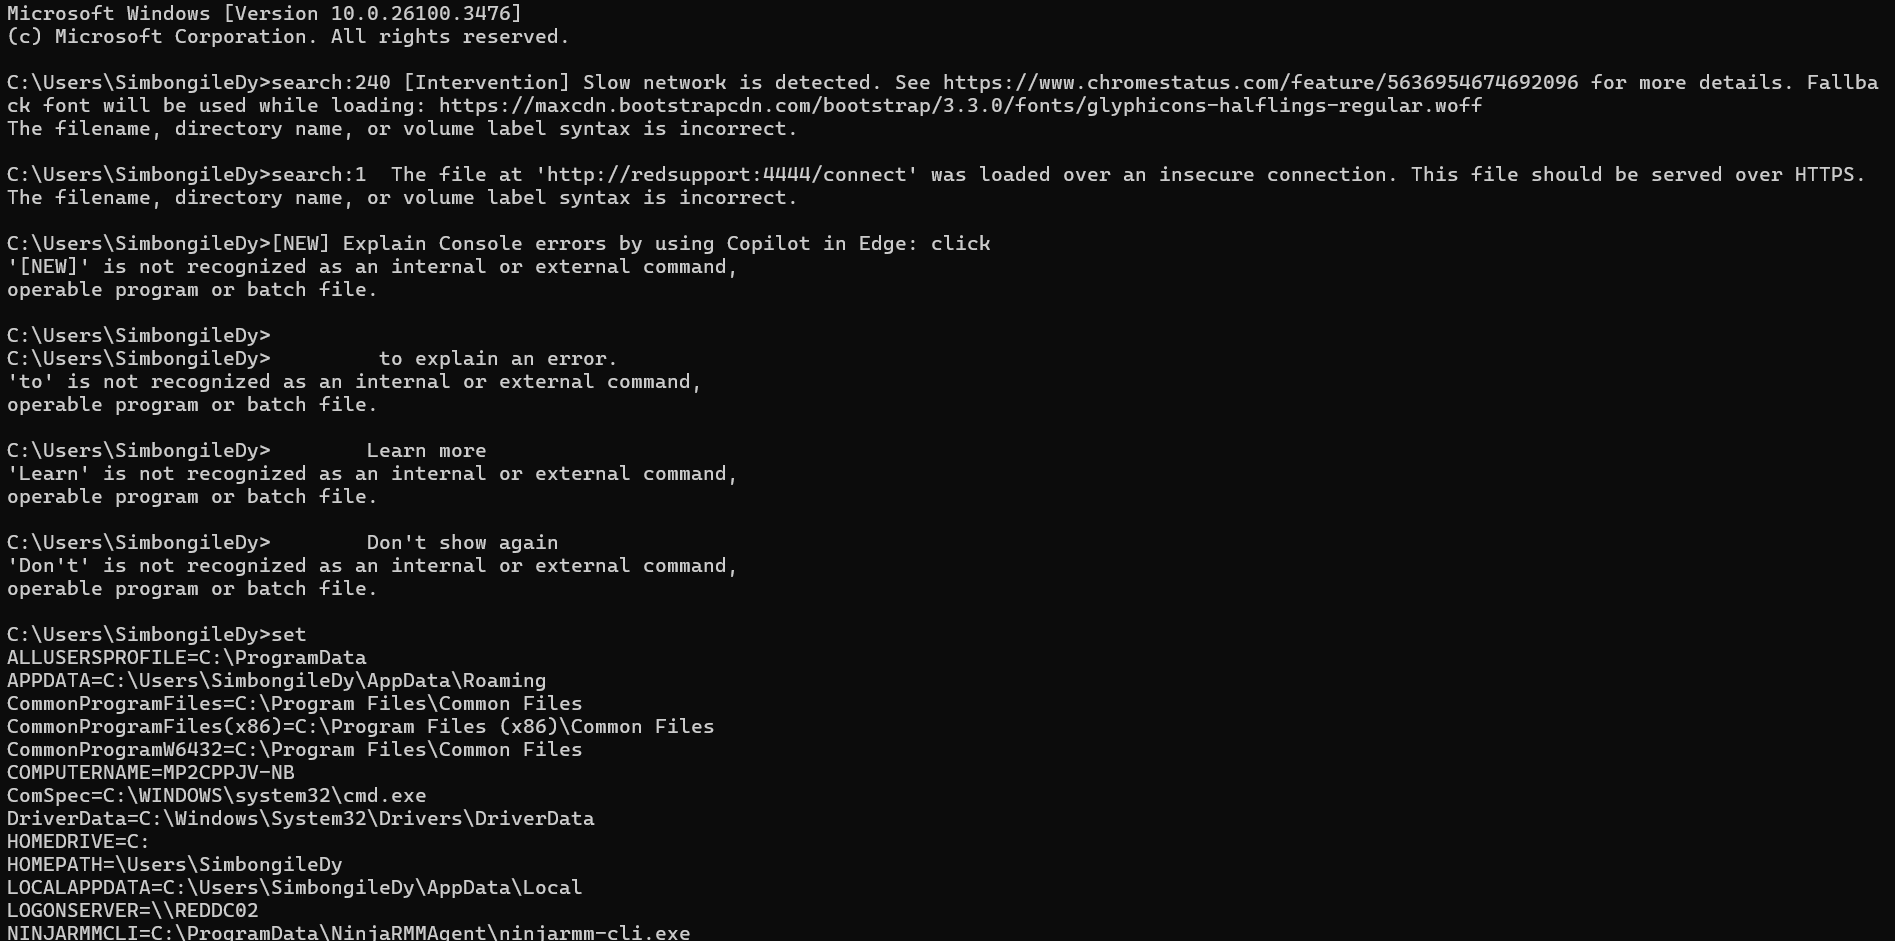 Microsoft Windows [Version 10.0.26100.3476]
(c) Microsoft Corporation. All rights reserved.
C:\Users\SimbongileDy>search:240 [Intervention] Slow network is detected. See https://www.chromestatus.com/feature/5636954674692096 for more details. Fallba
ck font will be used while loading: https://maxcdn.bootstrapcdn.com/bootstrap/3.3.0/fonts/glyphicons-halflings-regular.woff
The filename, directory name, or volume label syntax is incorrect.
C:\Users\SimbongileDy>search:1  The file at 'http://redsupport:4444/connect' was loaded over an insecure connection. This file should be served over HTTPS.
The filename, directory name, or volume label syntax is incorrect.
C:\Users\SimbongileDy>[NEW] Explain Console errors by using Copilot in Edge: click
'[NEW]' is not recognized as an internal or external command,
operable program or batch file.
C:\Users\SimbongileDy>
C:\Users\SimbongileDy>         to explain an error.
'to' is not recognized as an internal or external command,
operable program or batch file.
C:\Users\SimbongileDy>        Learn more
'Learn' is not recognized as an internal or external command,
operable program or batch file.
C:\Users\SimbongileDy>        Don't show again
'Don't' is not recognized as an internal or external command,
operable program or batch file.
C:\Users\SimbongileDy>set
ALLUSERSPROFILE=C:\ProgramData
APPDATA=C:\Users\SimbongileDy\AppData\Roaming
CommonProgramFiles=C:\Program Files\Common Files
CommonProgramFiles(x86)=C:\Program Files (x86)\Common Files
CommonProgramW6432=C:\Program Files\Common Files
COMPUTERNAME=MP2CPPJV-NB
ComSpec=C:\WINDOWS\system32\cmd.exe
DriverData=C:\Windows\System32\Drivers\DriverData
HOMEDRIVE=C:
HOMEPATH=\Users\SimbongileDy
LOCALAPPDATA=C:\Users\SimbongileDy\AppData\Local
LOGONSERVER=\\REDDC02
NINJARMMCLI=C:\ProgramData\NinjaRMMAgent\ninjarmm-cli.exe